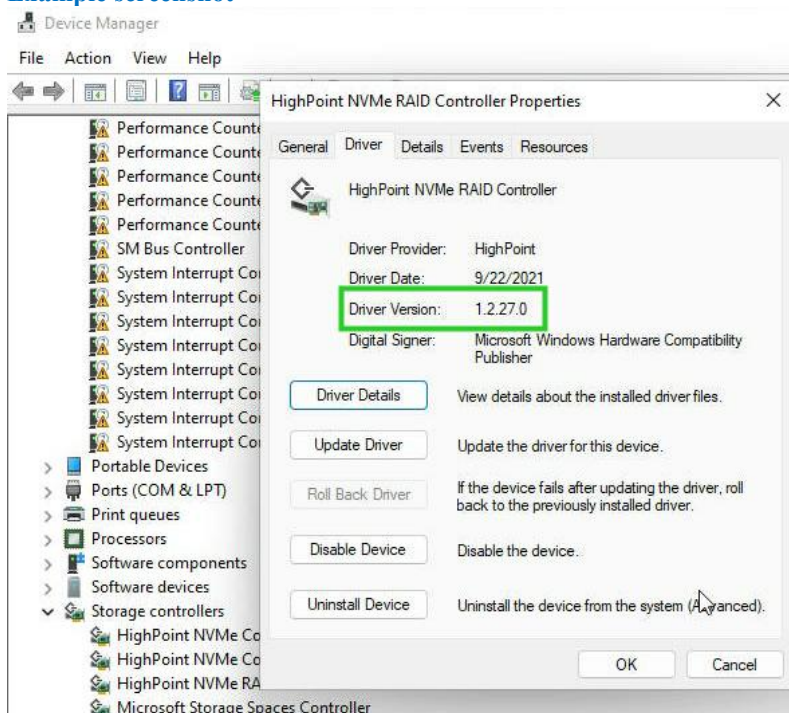 Device Manager
File Action View Help
HighPoint NVMe RAID Controller Properties
General Driver Details Events Resources
HighPoint NVMe RAID Controller
Driver Provider: HighPoint
Driver Date: 9/22/2021
Driver Version: 1.2.27.0
Digital Signer: Microsoft Windows Hardware Compatibility
Publisher
Driver Details View details about the installed driver files.
Update Driver Update the driver for this device.
Roll Back Driver If the device fails after updating the driver, roll
back to the previously installed driver.
Disable Device Disable the device.
Uninstall Device Uninstall the device from the system (Advanced).
OK Cancel
Performance Counte
Performance Counte
Performance Counte
Performance Counte
Performance Counte
SM Bus Controller
System Interrupt Co
System Interrupt Co
System Interrupt Co
System Interrupt Co
System Interrupt Co
System Interrupt Co
System Interrupt Co
System Interrupt Co
Portable Devices
Ports (COM & LPT)
Print queues
Processors
Software components
Software devices
Storage controllers
HighPoint NVMe Co
HighPoint NVMe Co
HighPoint NVMe RA
Microsoft Storage Spaces Controller